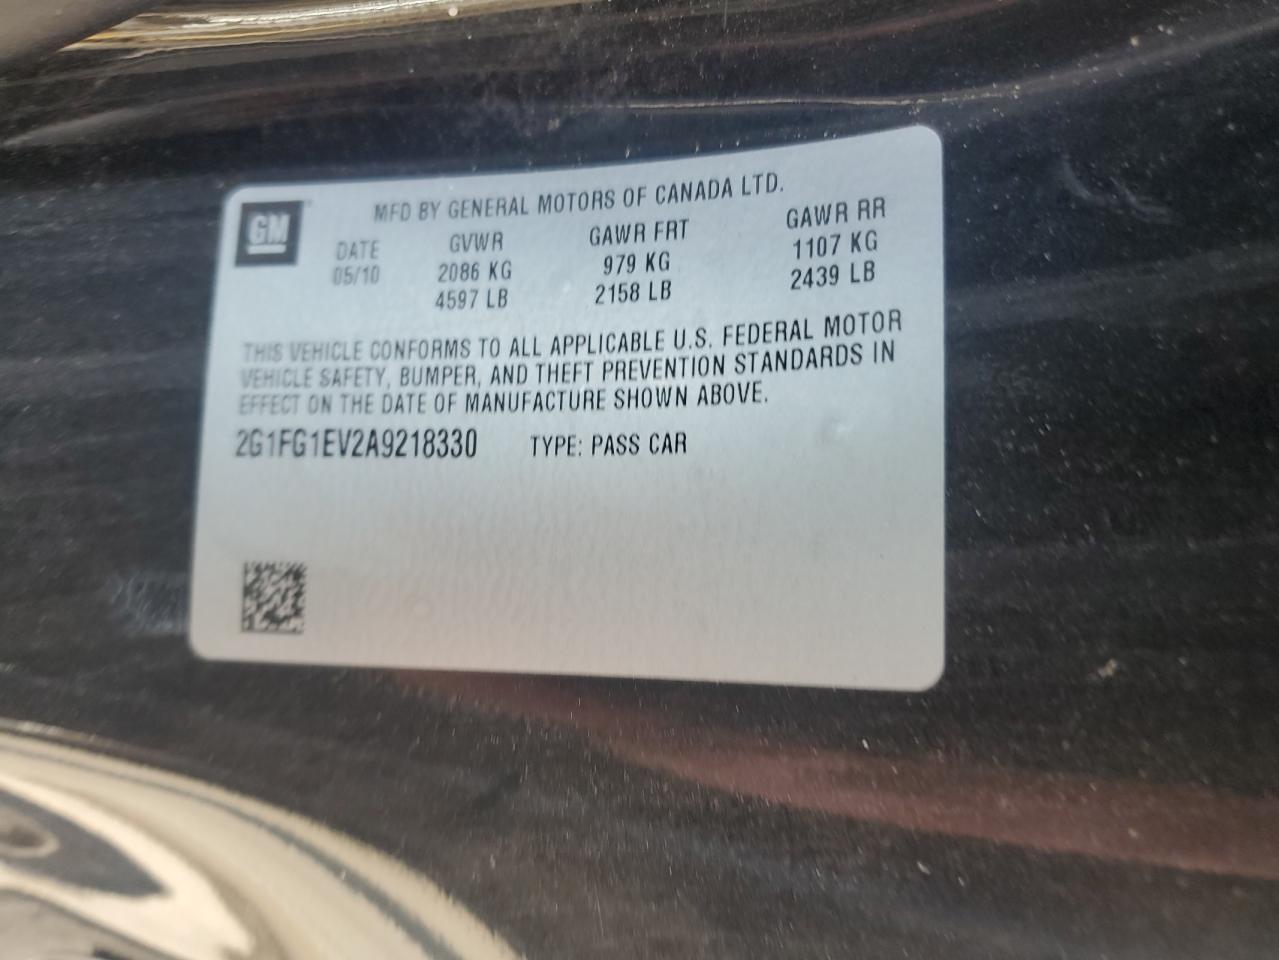 GM
MFD BY GENERAL MOTORS OF CANADA LTD.
DATE GVWR GAWR FRT GAWR RR
05/10 2086 KG 979 KG 1107 KG
4597 LB 2158 LB 2439 LB
THIS VEHICLE CONFORMS TO ALL APPLICABLE U.S. FEDERAL MOTOR
VEHICLE SAFETY, BUMPER, AND THEFT PREVENTION STANDARDS IN
EFFECT ON THE DATE OF MANUFACTURE SHOWN ABOVE.
2G1FG1EV2A9218330 TYPE: PASS CAR